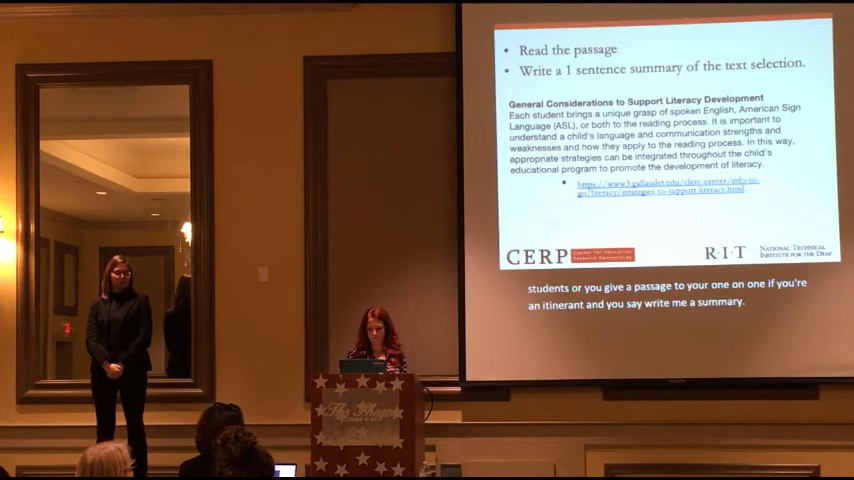 • Read the passage
• Write a 1 sentence summary of the text selection.
General Considerations to Support Literacy Development
Each student brings a unique grasp of spoken English, American Sign
Language (ASL), or both to the reading process. It is important to
understand a child's language and communication strengths and
weaknesses and how they apply to the reading process. In this way,
appropriate strategies can be integrated throughout the child's
educational program to promote the development of literacy.
https://www3.gallaudet.edu/clerc-center/info-to-
go/literacy/strategies-to-support-literacy.html
CERP Center for Education
Research Partnerships
R·I·T NATIONAL TECHNICAL
INSTITUTE FOR THE DEAF
students or you give a passage to your one on one if you're
an itinerant and you say write me a summary.
The